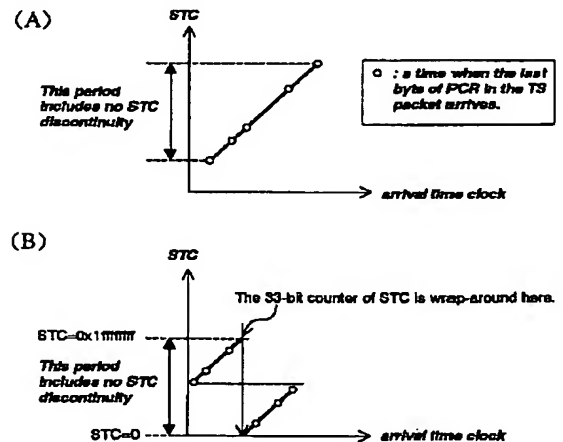 (A)
STC
This period
includes no STC
discontinuity
o : a time when the last
byte of PCR in the TS
packet arrives.
arrival time clock
(B)
STC
The 33-bit counter of STC is wrap-around here.
STC=0x1ffffffff
This period
includes no STC
discontinuity
STC=0
arrival time clock